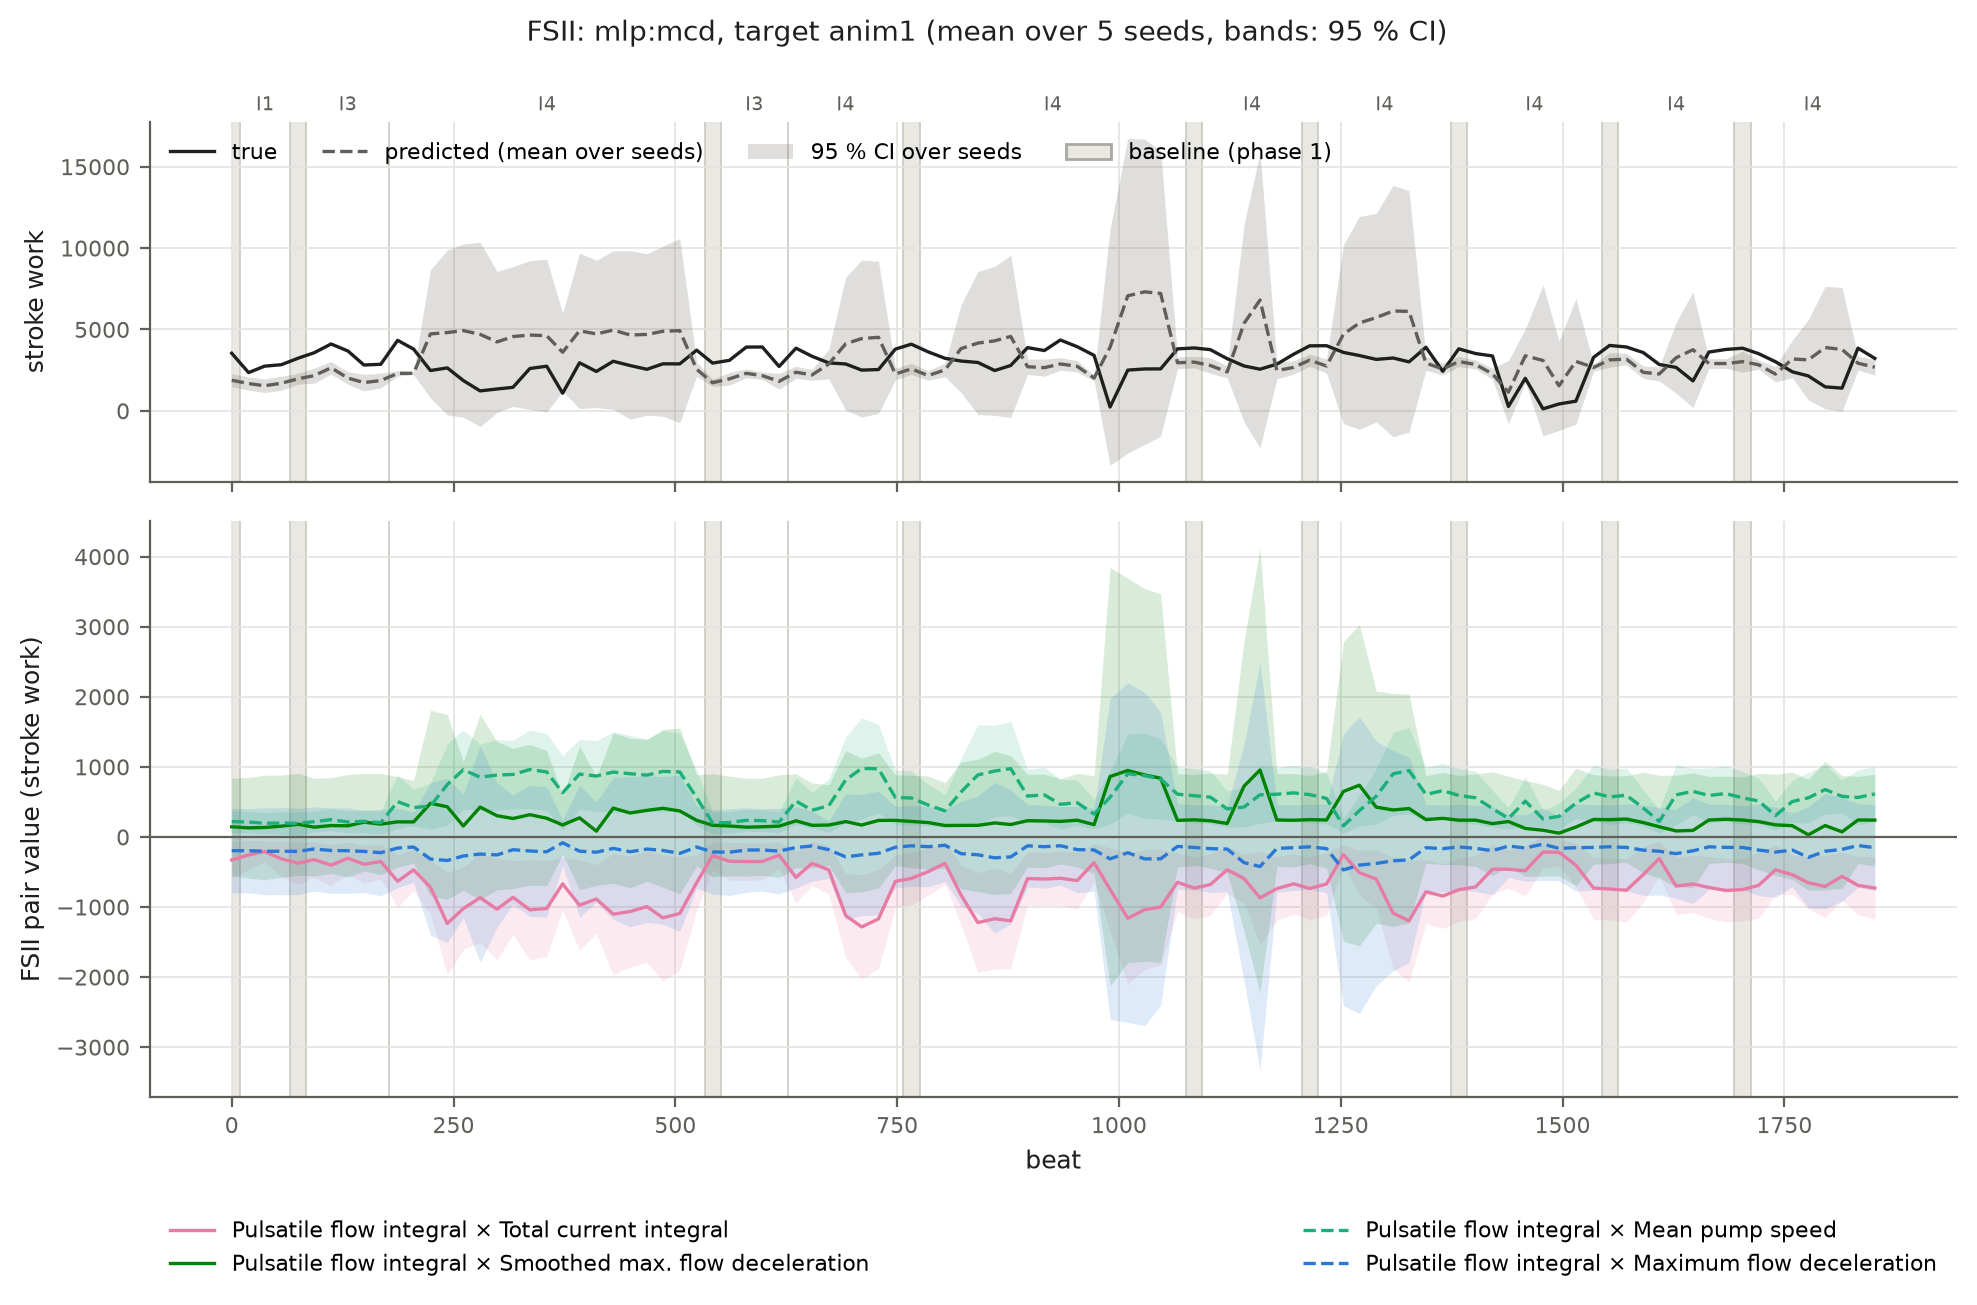 FSII: mlp:mcd, target anim1 (mean over 5 seeds, bands: 95 % CI)
I1 I3 I4 I3 I4 I4 I4 I4 I4 I4 I4
true predicted (mean over seeds) 95 % CI over seeds baseline (phase 1)
stroke work
15000
10000
5000
0
FSII pair value (stroke work)
4000
3000
2000
1000
0
−1000
−2000
−3000
0 250 500 750 1000 1250 1500 1750
beat
Pulsatile flow integral × Total current integral
Pulsatile flow integral × Smoothed max. flow deceleration
Pulsatile flow integral × Mean pump speed
Pulsatile flow integral × Maximum flow deceleration